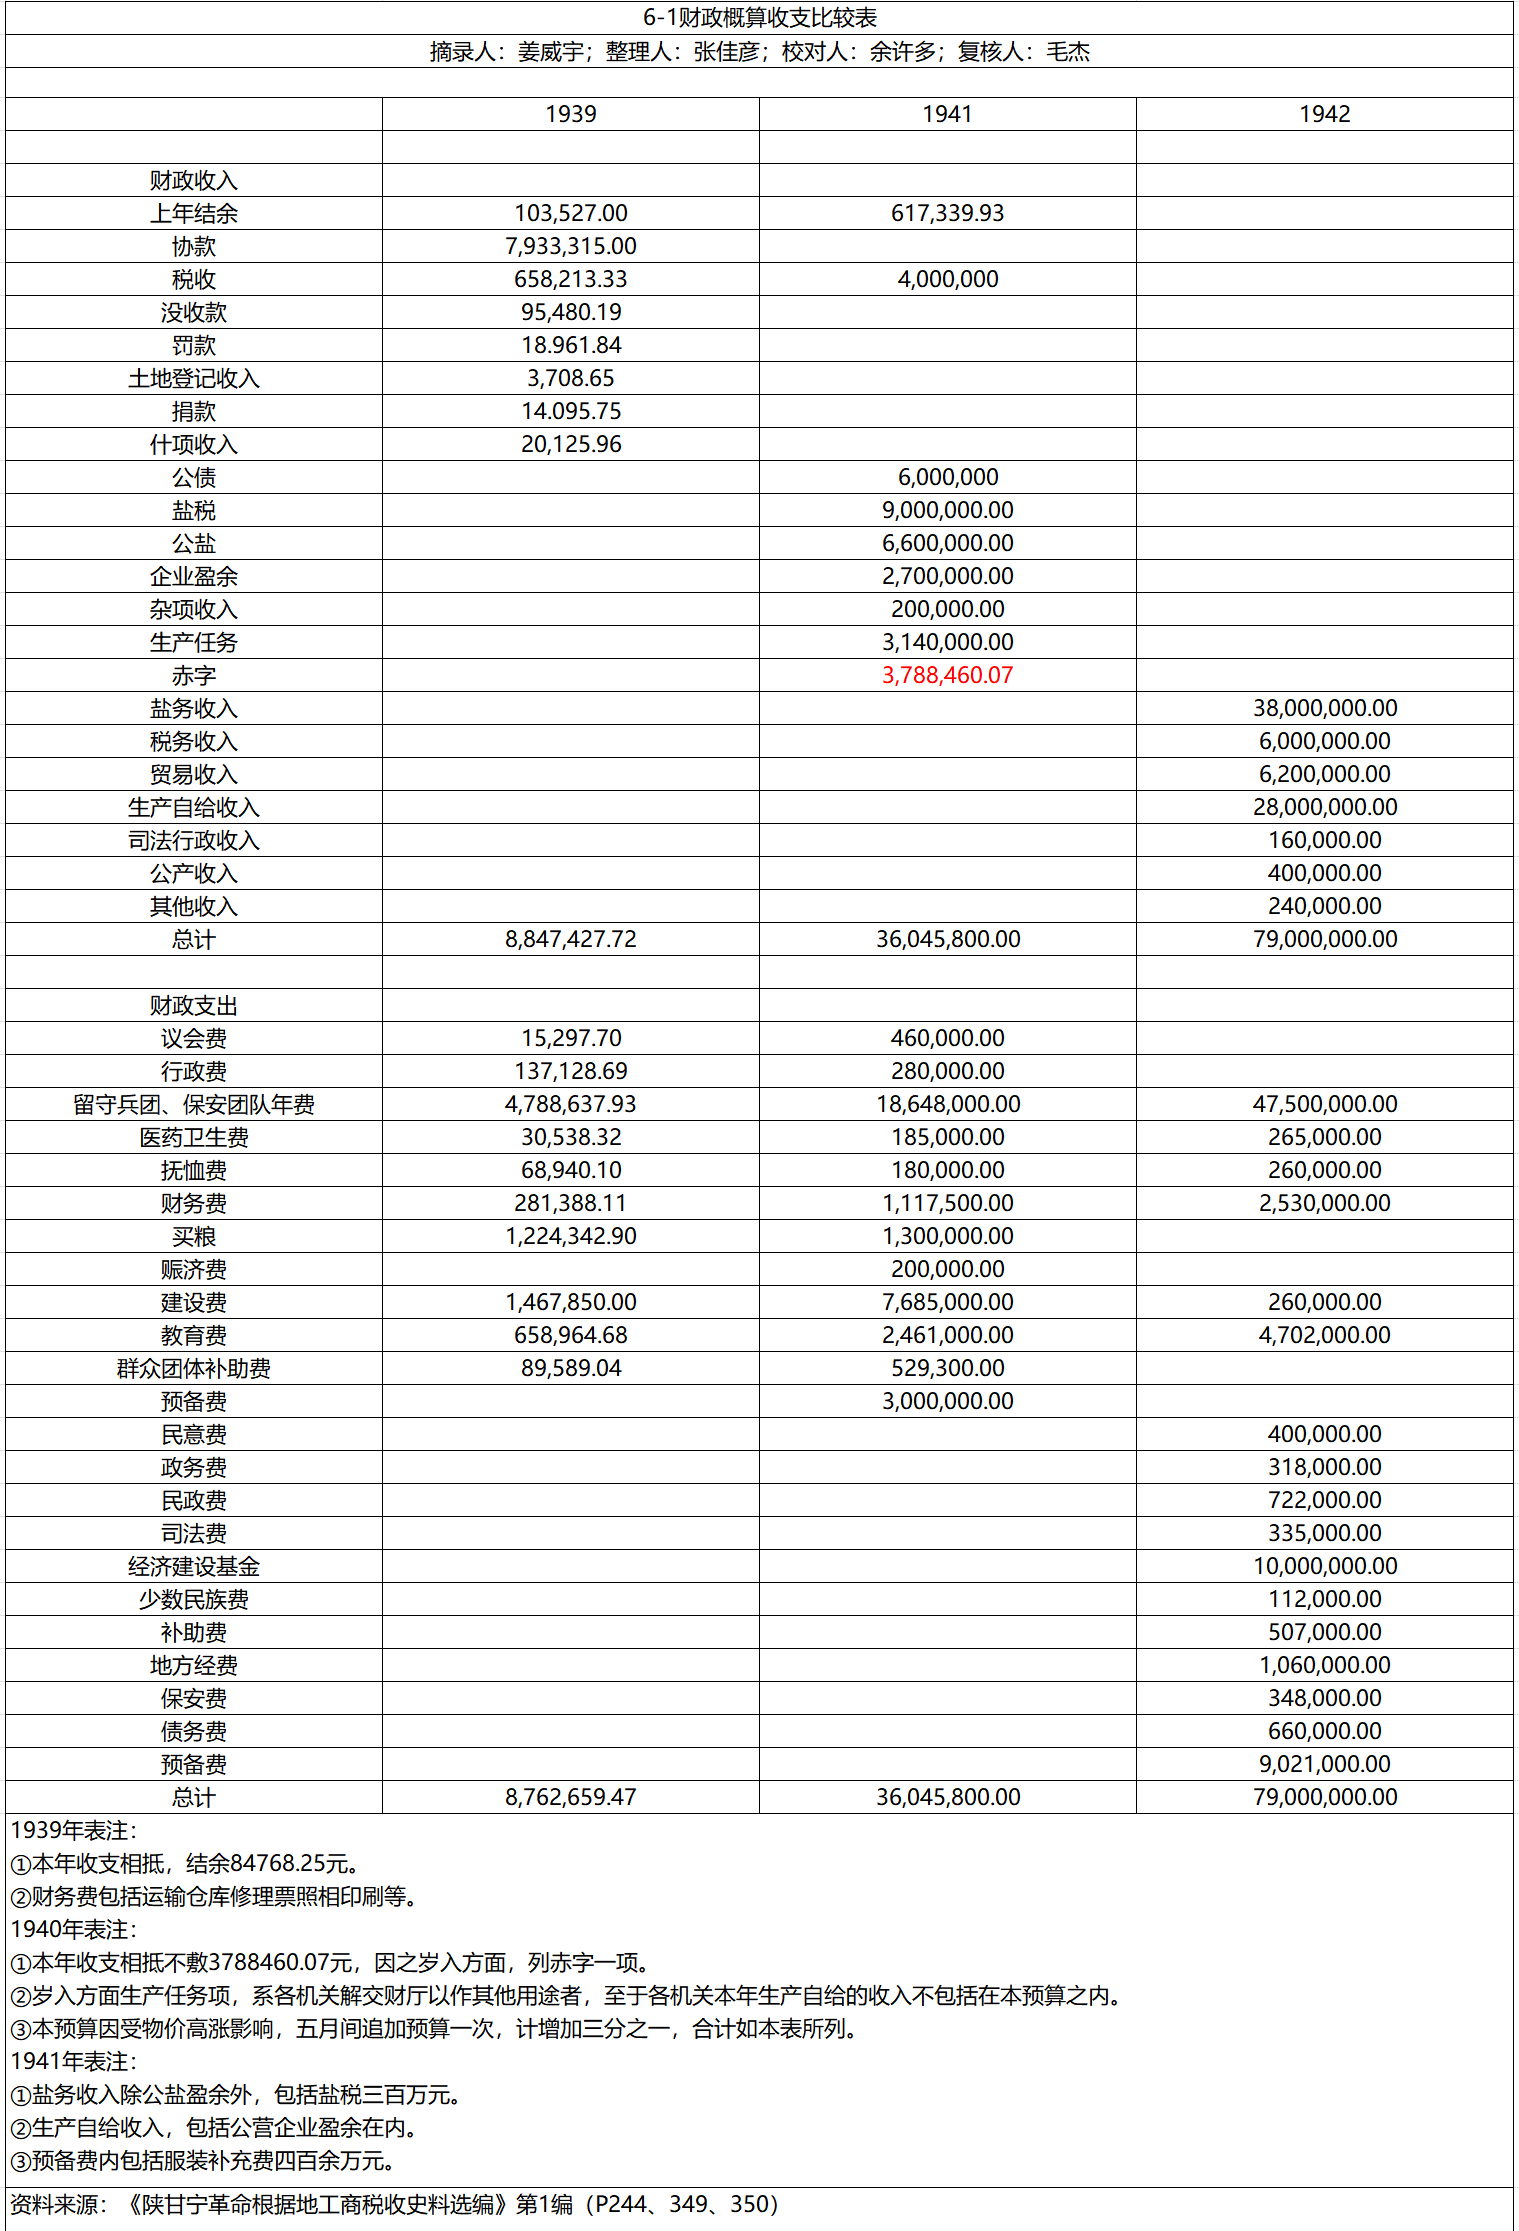 6-1财政概算收支比较表
摘录人：姜威宇；整理人：张佳彦；校对人：余许多；复核人：毛杰
1939 1941 1942
财政收入
上年结余 103,527.00 617,339.93
协款 7,933,315.00
税收 658,213.33 4,000,000
没收款 95,480.19
罚款 18.961.84
土地登记收入 3,708.65
捐款 14.095.75
什项收入 20,125.96
公债 6,000,000
盐税 9,000,000.00
公盐 6,600,000.00
企业盈余 2,700,000.00
杂项收入 200,000.00
生产任务 3,140,000.00
赤字 3,788,460.07
盐务收入 38,000,000.00
税务收入 6,000,000.00
贸易收入 6,200,000.00
生产自给收入 28,000,000.00
司法行政收入 160,000.00
公产收入 400,000.00
其他收入 240,000.00
总计 8,847,427.72 36,045,800.00 79,000,000.00
财政支出
议会费 15,297.70 460,000.00
行政费 137,128.69 280,000.00
留守兵团、保安团队年费 4,788,637.93 18,648,000.00 47,500,000.00
医药卫生费 30,538.32 185,000.00 265,000.00
抚恤费 68,940.10 180,000.00 260,000.00
财务费 281,388.11 1,117,500.00 2,530,000.00
买粮 1,224,342.90 1,300,000.00
赈济费 200,000.00
建设费 1,467,850.00 7,685,000.00 260,000.00
教育费 658,964.68 2,461,000.00 4,702,000.00
群众团体补助费 89,589.04 529,300.00
预备费 3,000,000.00
民意费 400,000.00
政务费 318,000.00
民政费 722,000.00
司法费 335,000.00
经济建设基金 10,000,000.00
少数民族费 112,000.00
补助费 507,000.00
地方经费 1,060,000.00
保安费 348,000.00
债务费 660,000.00
预备费 9,021,000.00
总计 8,762,659.47 36,045,800.00 79,000,000.00
1939年表注：
①本年收支相抵，结余84768.25元。
②财务费包括运输仓库修理票照相印刷等。
1940年表注：
①本年收支相抵不敷3788460.07元，因之岁入方面，列赤字一项。
②岁入方面生产任务项，系各机关解交财厅以作其他用途者，至于各机关本年生产自给的收入不包括在本预算之内。
③本预算因受物价高涨影响，五月间追加预算一次，计增加三分之一，合计如本表所列。
1941年表注：
①盐务收入除公盐盈余外，包括盐税三百万元。
②生产自给收入，包括公营企业盈余在内。
③预备费内包括服装补充费四百余万元。
资料来源：《陕甘宁革命根据地工商税收史料选编》第1编（P244、349、350）